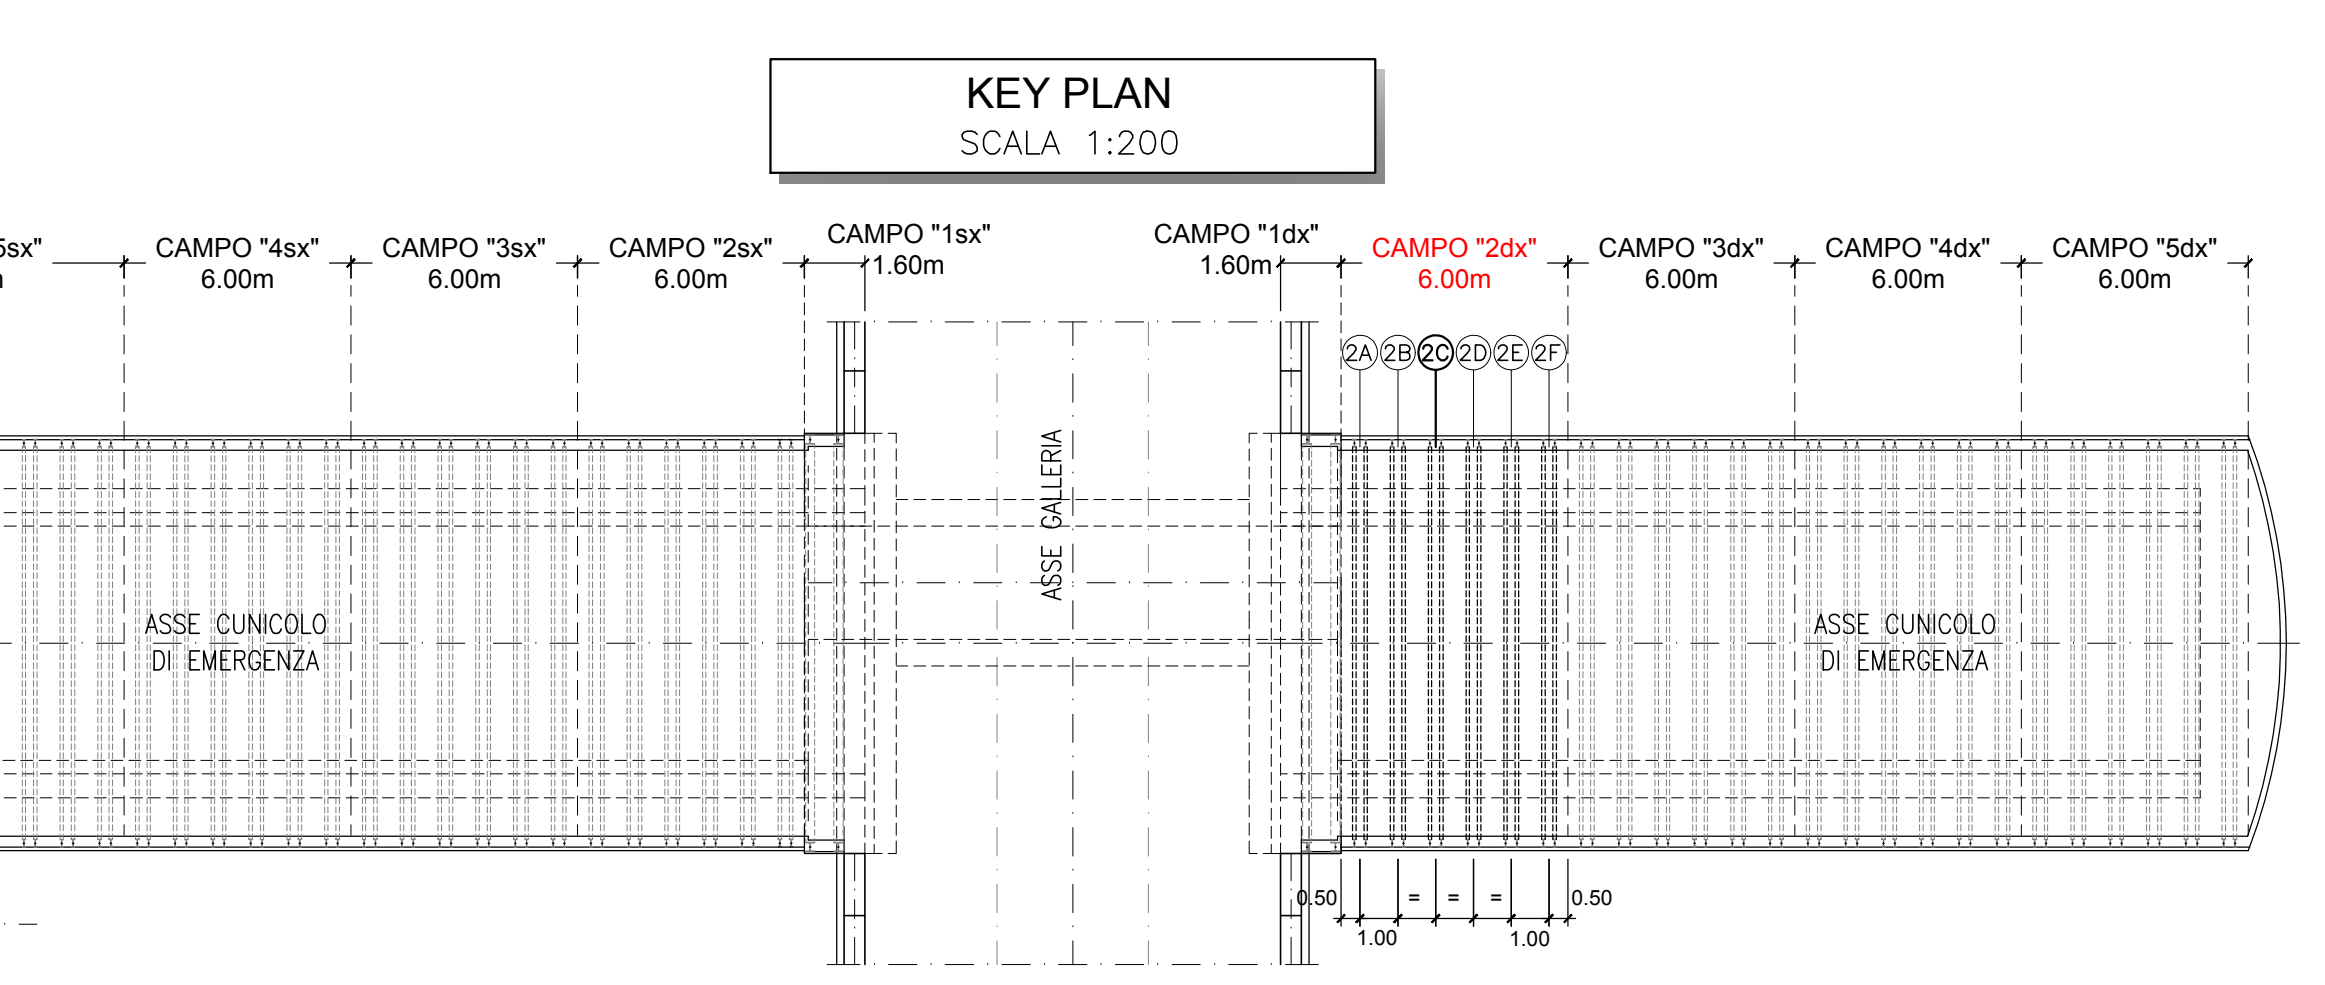 KEY PLAN
SCALA 1:200
5sx"
CAMPO "4sx"
6.00m
CAMPO "3sx"
6.00m
CAMPO "2sx"
6.00m
CAMPO "1sx"
1.60m
CAMPO "1dx"
1.60m
CAMPO "2dx"
6.00m
CAMPO "3dx"
6.00m
CAMPO "4dx"
6.00m
CAMPO "5dx"
6.00m
2A 2B 2C 2D 2E 2F
ASSE GALLERIA
ASSE CUNICOLO
DI EMERGENZA
ASSE CUNICOLO
DI EMERGENZA
0.50 = = = 0.50
1.00 1.00